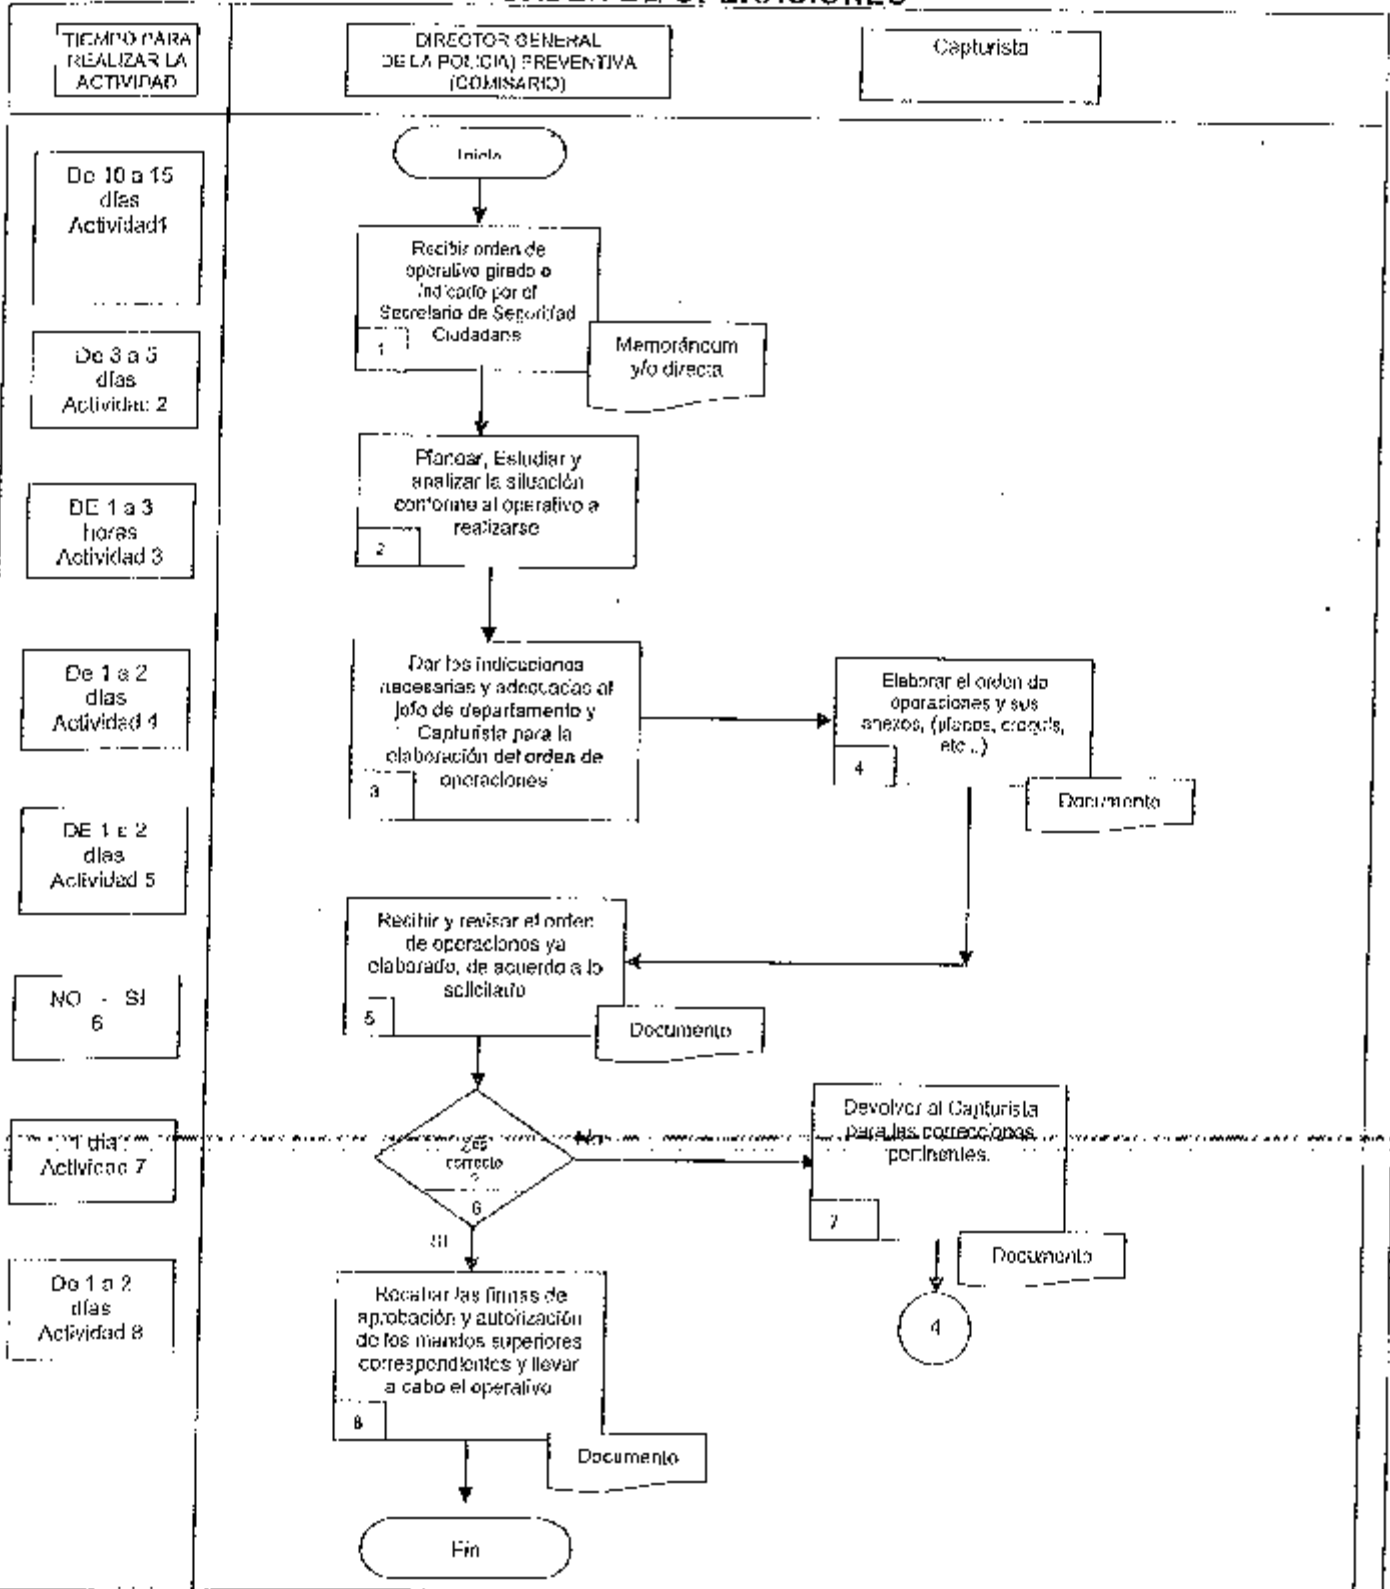 ORDEN DE OPERACIONES
TIEMPO PARA
REALIZAR LA
ACTIVIDAD
DIRECTOR GENERAL
DE LA POLICIA) PREVENTIVA
(COMISARIO)
Capturista
Inicio
De 10 a 15
días
Actividad1
Recibir orden de
operativo girado o
indicado por el
Secretario de Seguridad
Ciudadana
1
Memorándum
y/o directa
De 3 a 5
días
Actividad 2
Planear, Estudiar y
analizar la situación
conforme al operativo a
realizarse
2
DE 1 a 3
horas
Actividad 3
Dar las indicaciones
necesarias y adecuadas al
jefe de departamento y
Capturista para la
elaboración del orden de
operaciones
3
De 1 a 2
días
Actividad 4
Elaborar el orden de
operaciones y sus
anexos, (planos, croquis,
etc...)
4
Documento
DE 1 a 2
días
Actividad 5
Recibir y revisar el orden
de operaciones ya
elaborado, de acuerdo a lo
solicitado
5
Documento
NO - SI
6
¿es
correcto
?
6
No
SI
1 día
Actividad 7
Devolver al Capturista
para las correcciones
pertinentes.
7
Documento
4
De 1 a 2
días
Actividad 8
Recabar las firmas de
aprobación y autorización
de los mandos superiores
correspondientes y llevar
a cabo el operativo
8
Documento
Fin